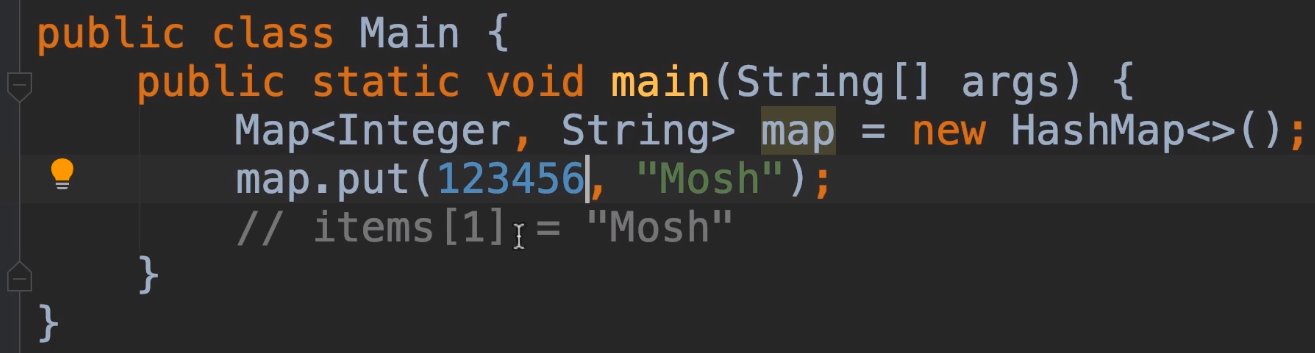 public class Main {
    public static void main(String[] args) {
        Map<Integer, String> map = new HashMap<>();
        map.put(123456, "Mosh");
        // items[1] = "Mosh"
    }
}